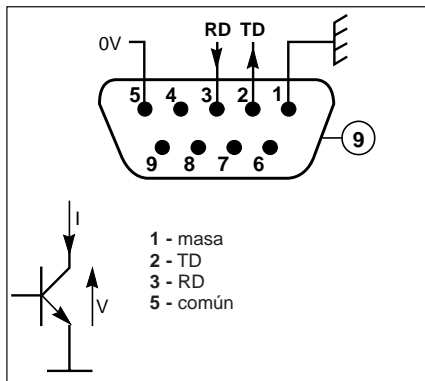 RD TD
0V
5 4 3 2 1
9
9 8 7 6
I
V
1 - masa
2 - TD
3 - RD
5 - común